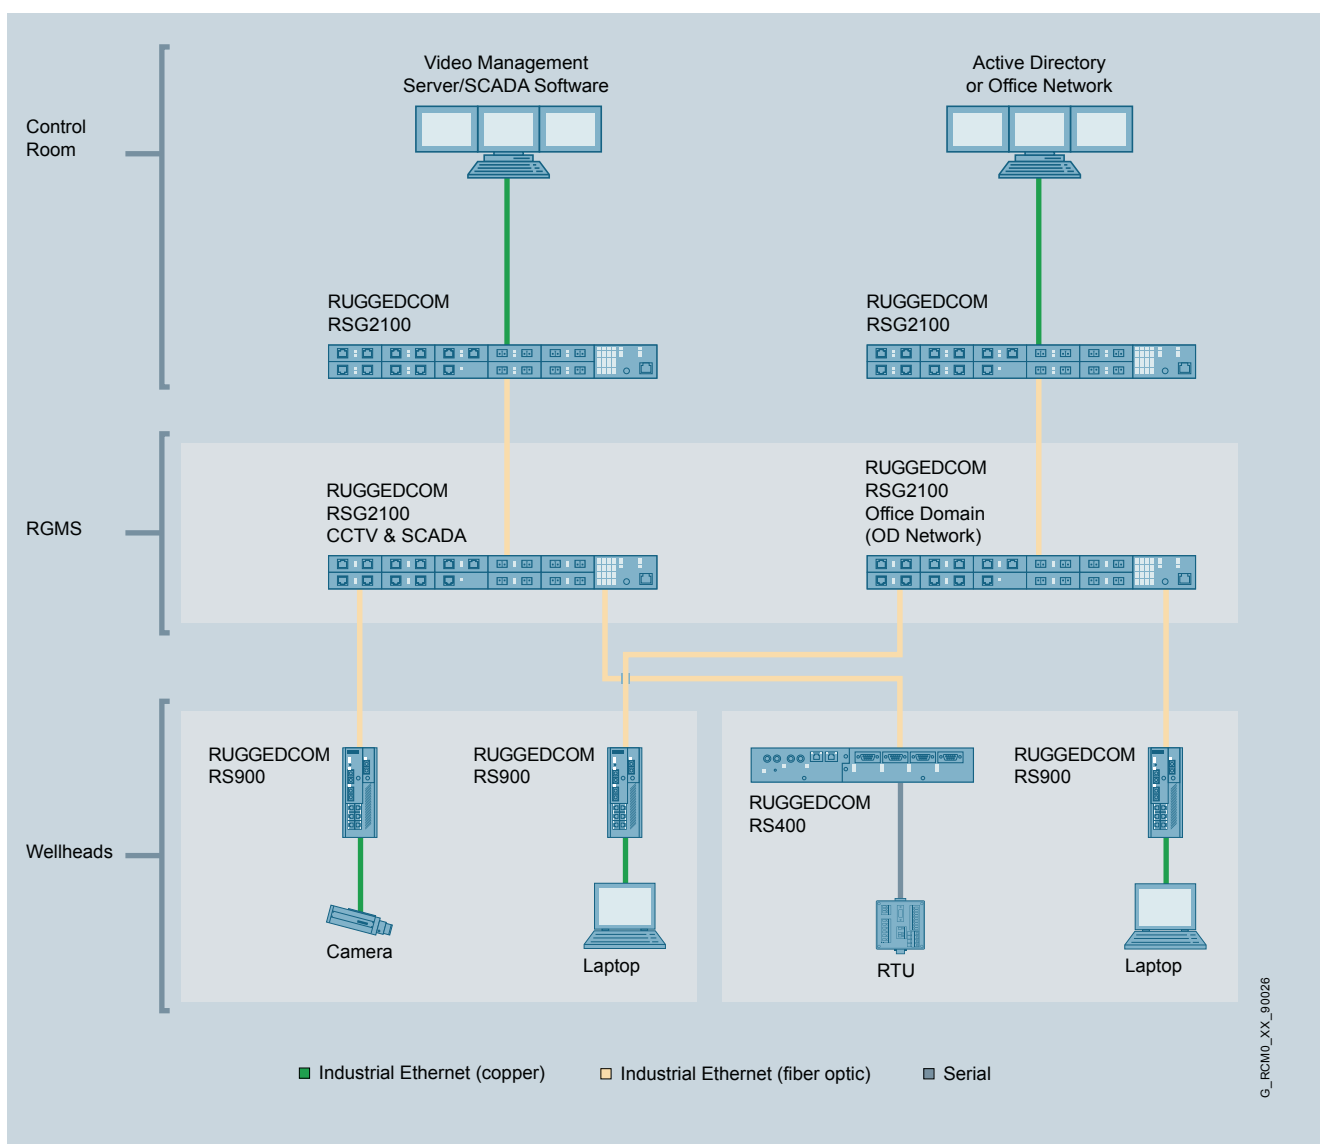 Video Management
Server/SCADA Software
Active Directory
or Office Network
Control
Room
RUGGEDCOM
RSG2100
RUGGEDCOM
RSG2100
RGMS
RUGGEDCOM
RSG2100
CCTV & SCADA
RUGGEDCOM
RSG2100
Office Domain
(OD Network)
Wellheads
RUGGEDCOM
RS900
RUGGEDCOM
RS900
RUGGEDCOM
RS400
RUGGEDCOM
RS900
Camera
Laptop
RTU
Laptop
Industrial Ethernet (copper)
Industrial Ethernet (fiber optic)
Serial
G_RCM0_XX_90026